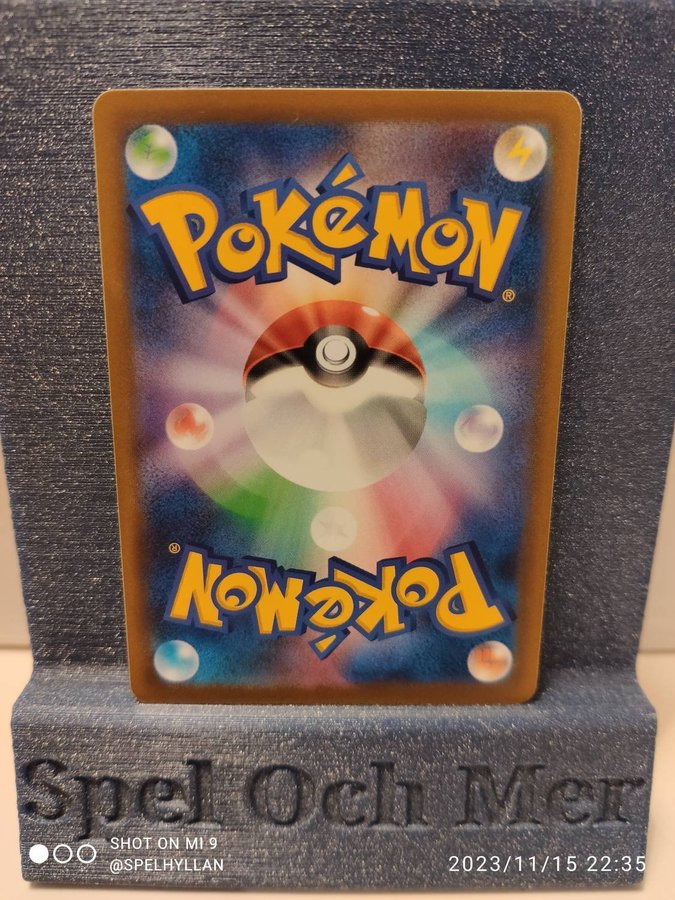 POKéMON
®
®
POKéMON
Spel Och Mer
SHOT ON MI 9
@SPELHYLLAN
2023/11/15 22:35